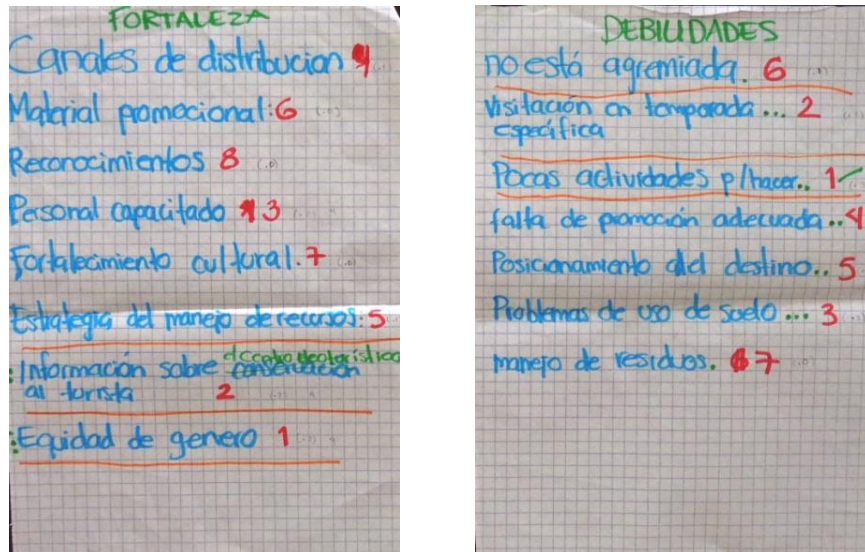 FORTALEZA
Canales de distribucion 4
Material promocional: 6
Reconocimientos 8
Personal capacitado 3
Fortalecimiento cultural. 7
Estrategia del manejo de recursos: 5
Información sobre conservación
al turista 2
Equidad de genero 1
DEBILIDADES
no está agremiada. 6
visitación en temporada ... 2
específica
Pocas actividades p/hacer.. 1
falta de promoción adecuada .. 4
Posicionamiento del destino.. 5
Problemas de uso de suelo ... 3
manejo de residuos. 7